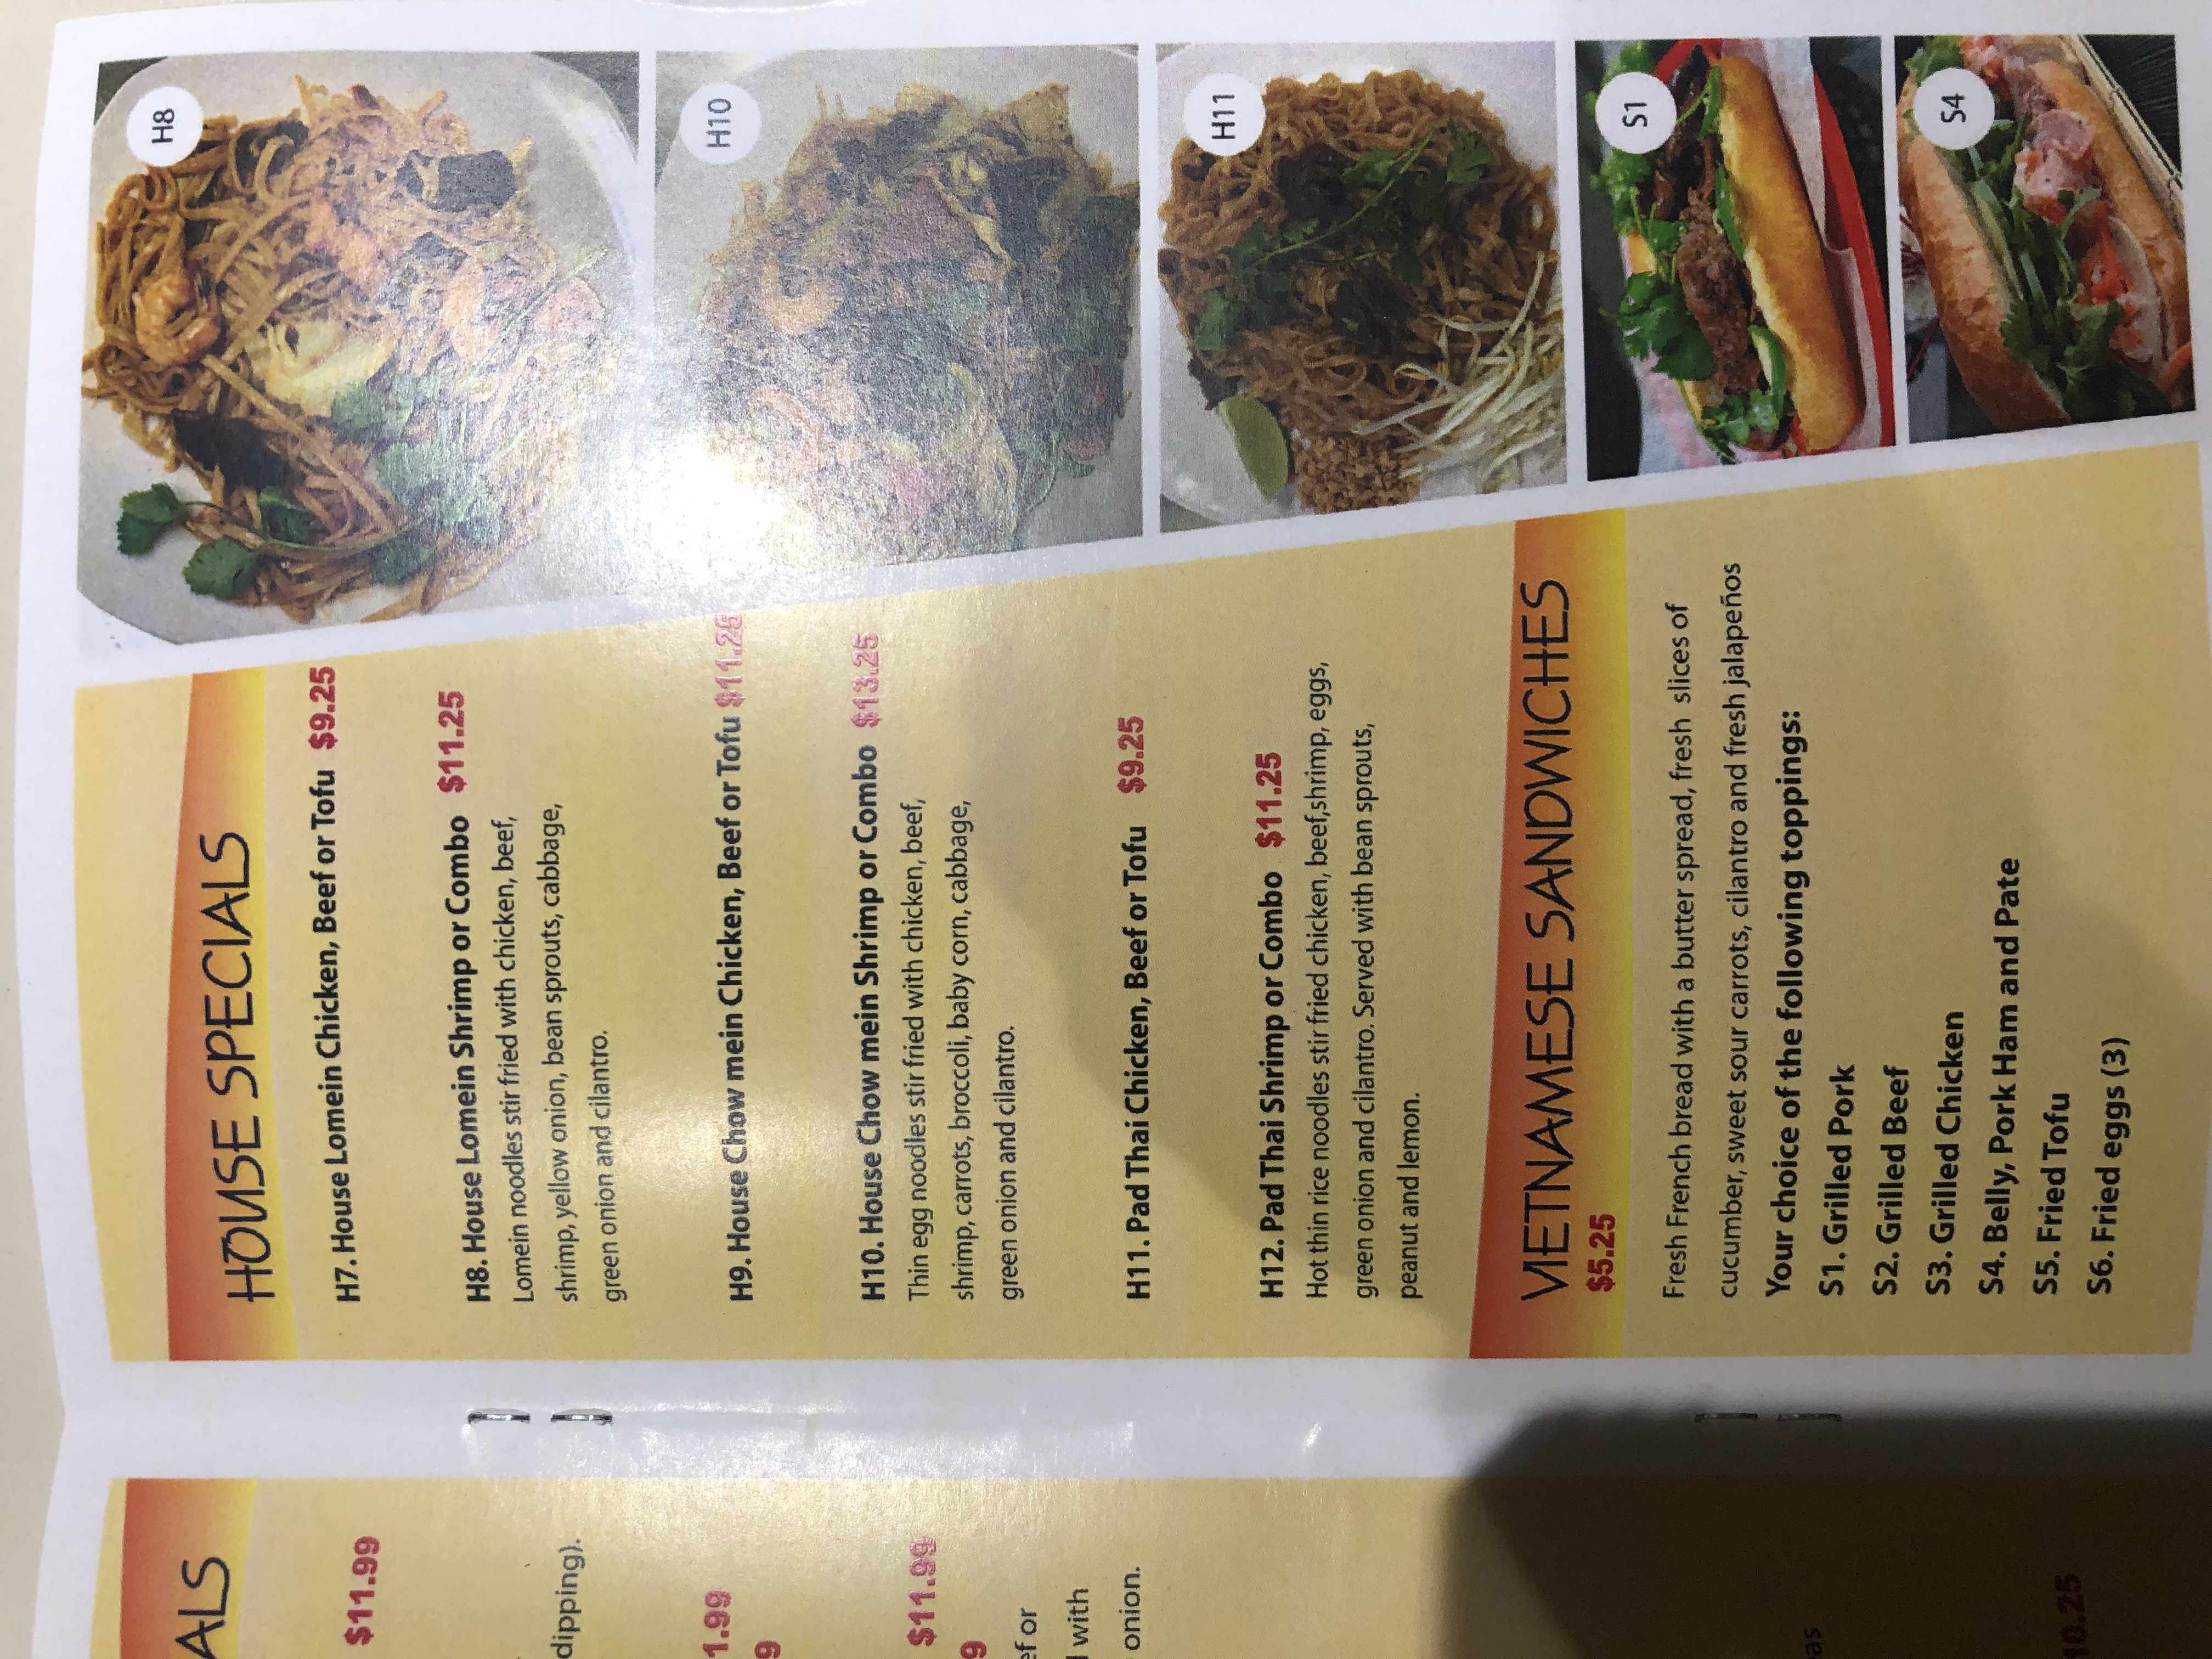 ALS
$11.99
dipping).
1.99
9
$11.99
9
ef or
with
onion.
eas
10.25
HOUSE SPECIALS
H7. House Lomein Chicken, Beef or Tofu $9.25
H8. House Lomein Shrimp or Combo $11.25
Lomein noodles stir fried with chicken, beef,
shrimp, yellow onion, bean sprouts, cabbage,
green onion and cilantro.
H9. House Chow mein Chicken, Beef or Tofu $11.25
H10. House Chow mein Shrimp or Combo $13.25
Thin egg noodles stir fried with chicken, beef,
shrimp, carrots, broccoli, baby corn, cabbage,
green onion and cilantro.
H11. Pad Thai Chicken, Beef or Tofu $9.25
H12. Pad Thai Shrimp or Combo $11.25
Hot thin rice noodles stir fried chicken, beef,shrimp, eggs,
green onion and cilantro. Served with bean sprouts,
peanut and lemon.
VIETNAMESE SANDWICHES
$5.25
Fresh French bread with a butter spread, fresh slices of
cucumber, sweet sour carrots, cilantro and fresh jalapeños
Your choice of the following toppings:
S1. Grilled Pork
S2. Grilled Beef
S3. Grilled Chicken
S4. Belly, Pork Ham and Pate
S5. Fried Tofu
S6. Fried eggs (3)
H8
H10
H11
S1
S4